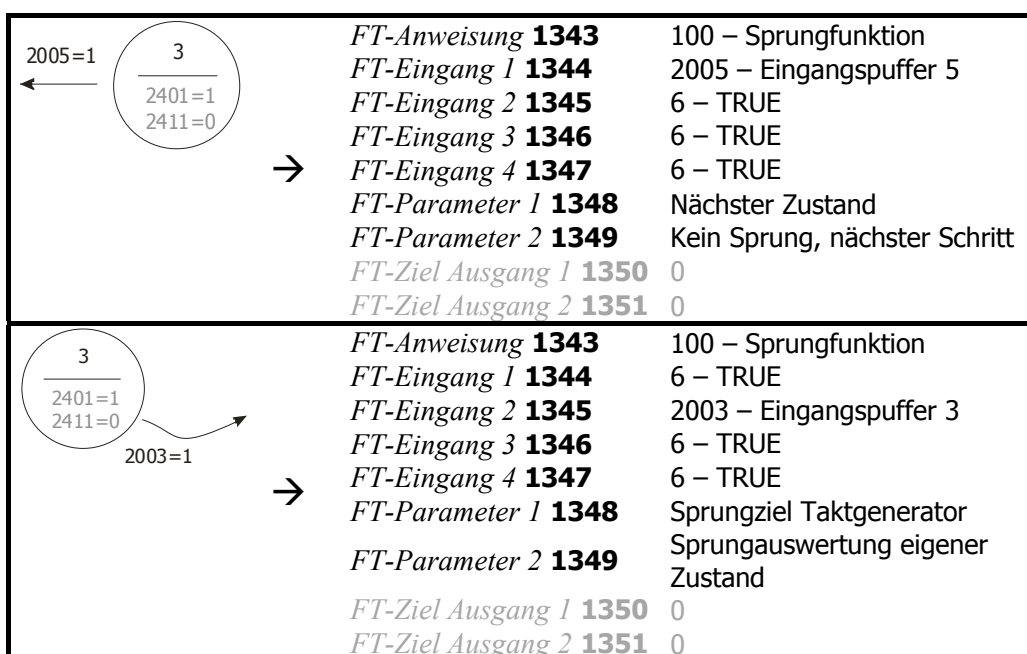 2005=1
3
2401=1
2411=0
→
FT-Anweisung 1343 100 – Sprungfunktion
FT-Eingang 1 1344 2005 – Eingangspuffer 5
FT-Eingang 2 1345 6 – TRUE
FT-Eingang 3 1346 6 – TRUE
FT-Eingang 4 1347 6 – TRUE
FT-Parameter 1 1348 Nächster Zustand
FT-Parameter 2 1349 Kein Sprung, nächster Schritt
FT-Ziel Ausgang 1 1350 0
FT-Ziel Ausgang 2 1351 0
3
2401=1
2411=0
2003=1
→
FT-Anweisung 1343 100 – Sprungfunktion
FT-Eingang 1 1344 6 – TRUE
FT-Eingang 2 1345 2003 – Eingangspuffer 3
FT-Eingang 3 1346 6 – TRUE
FT-Eingang 4 1347 6 – TRUE
FT-Parameter 1 1348 Sprungziel Taktgenerator
FT-Parameter 2 1349 Sprungauswertung eigener
Zustand
FT-Ziel Ausgang 1 1350 0
FT-Ziel Ausgang 2 1351 0